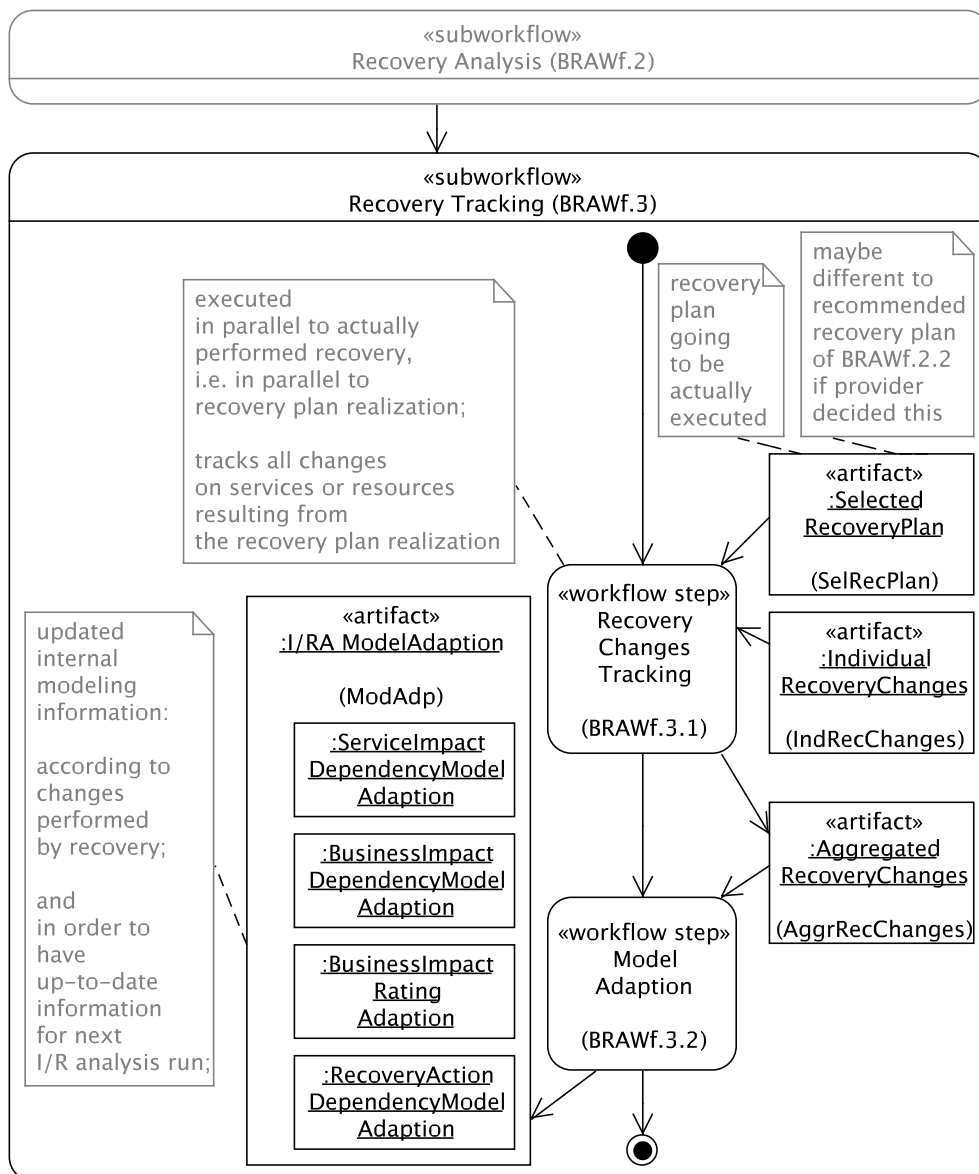 «subworkflow»
Recovery Analysis (BRAWf.2)
«subworkflow»
Recovery Tracking (BRAWf.3)
executed
in parallel to actually
performed recovery,
i.e. in parallel to
recovery plan realization;
tracks all changes
on services or resources
resulting from
the recovery plan realization
recovery
plan
going
to be
actually
executed
maybe
different to
recommended
recovery plan
of BRAWf.2.2
if provider
decided this
«artifact»
:Selected
RecoveryPlan
(SelRecPlan)
«workflow step»
Recovery
Changes
Tracking
(BRAWf.3.1)
«artifact»
:Individual
RecoveryChanges
(IndRecChanges)
updated
internal
modeling
information:
according to
changes
performed
by recovery;
and
in order to
have
up-to-date
information
for next
I/R analysis run;
«artifact»
:I/RA ModelAdaption
(ModAdp)
:ServiceImpact
DependencyModel
Adaption
:BusinessImpact
DependencyModel
Adaption
:BusinessImpact
Rating
Adaption
:RecoveryAction
DependencyModel
Adaption
«artifact»
:Aggregated
RecoveryChanges
(AggrRecChanges)
«workflow step»
Model
Adaption
(BRAWf.3.2)